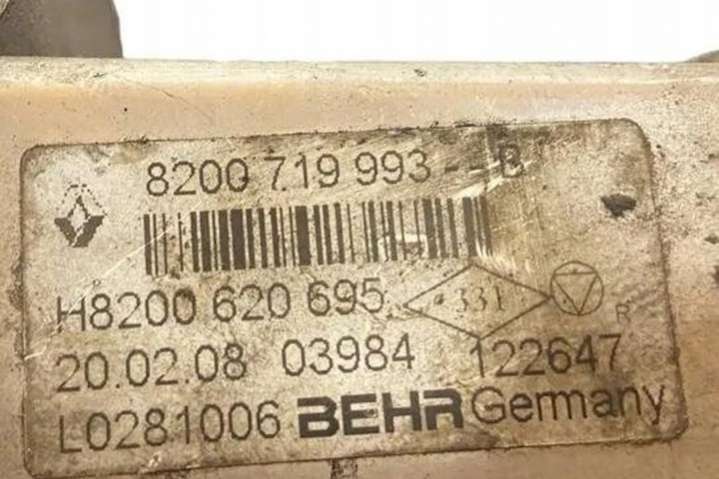 8200 719 993 -- B
H8200 620 695 331
R
20.02.08 03984 122647
L0281006 BEHR Germany